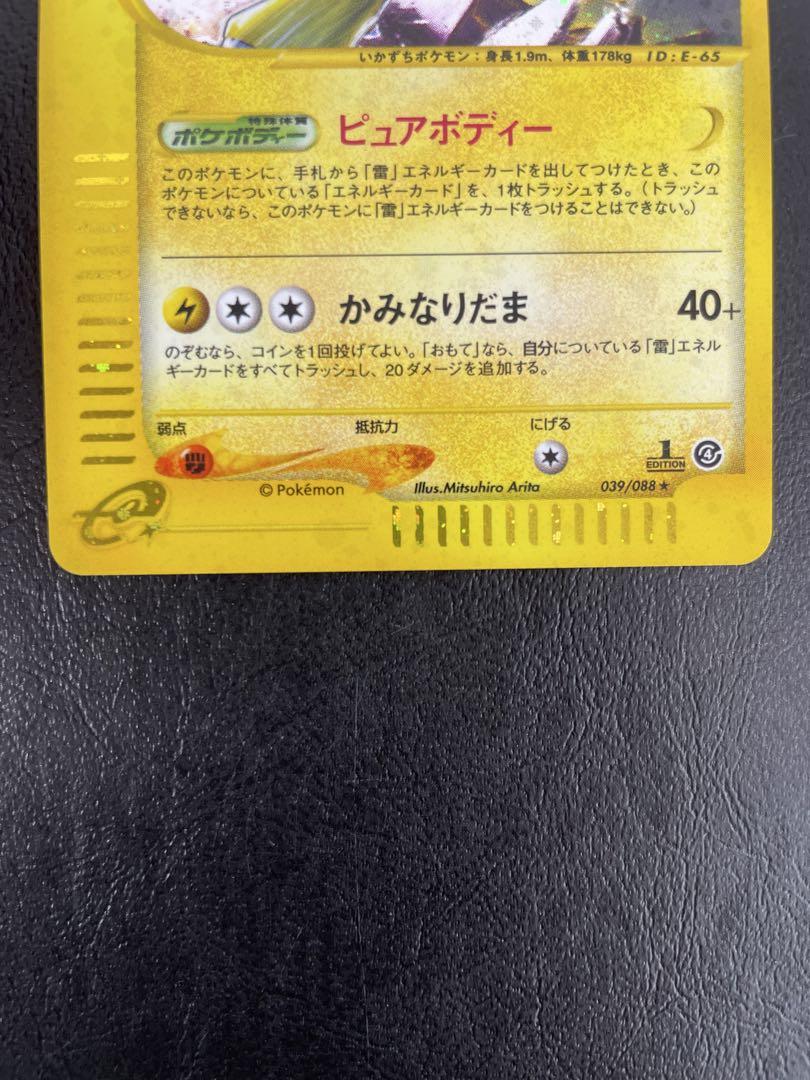 いかずちポケモン：身長1.9m、体重178kg ID：E-65
特殊体質
ポケボディー ピュアボディー
このポケモンに、手札から「雷」エネルギーカードを出してつけたとき、この
ポケモンについている「エネルギーカード」を、1枚トラッシュする。（トラッシュ
できないなら、このポケモンに「雷」エネルギーカードをつけることはできない。）
かみなりだま 40+
のぞむなら、コインを1回投げてよい。「おもて」なら、自分についている「雷」エネル
ギーカードをすべてトラッシュし、20ダメージを追加する。
弱点 抵抗力 にげる
1
EDITION
4
© Pokémon Illus.Mitsuhiro Arita 039/088★
e